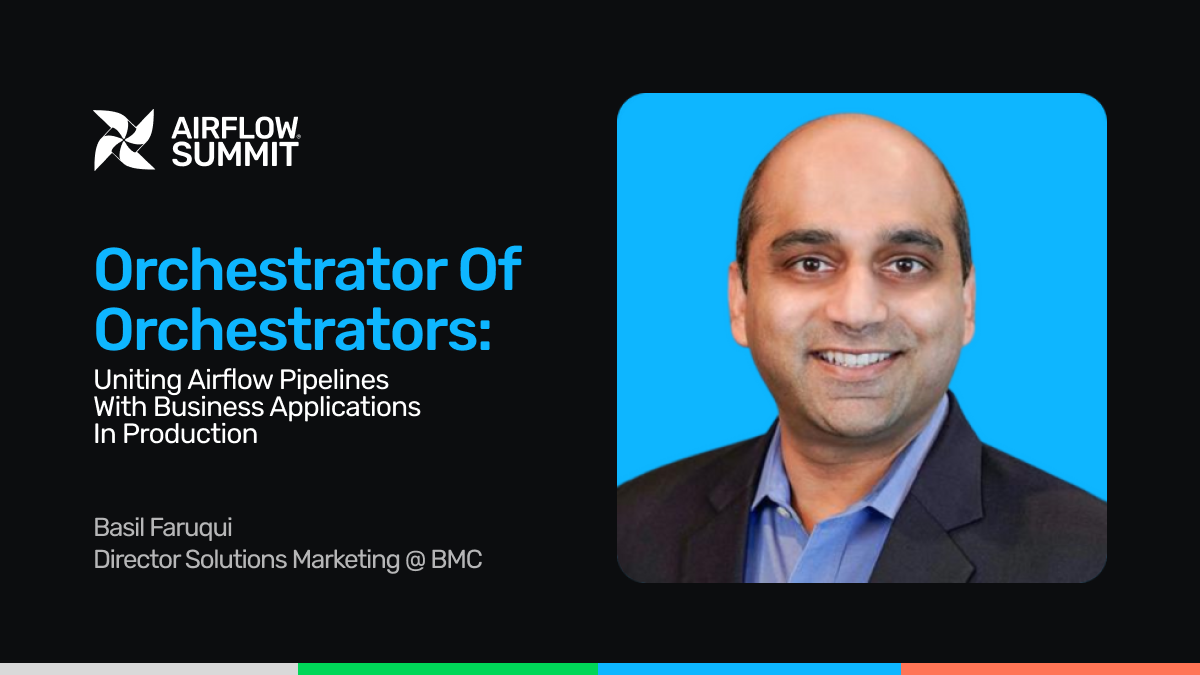 AIRFLOW
SUMMIT
Orchestrator Of
Orchestrators:
Uniting Airflow Pipelines
With Business Applications
In Production
Basil Faruqui
Director Solutions Marketing @ BMC